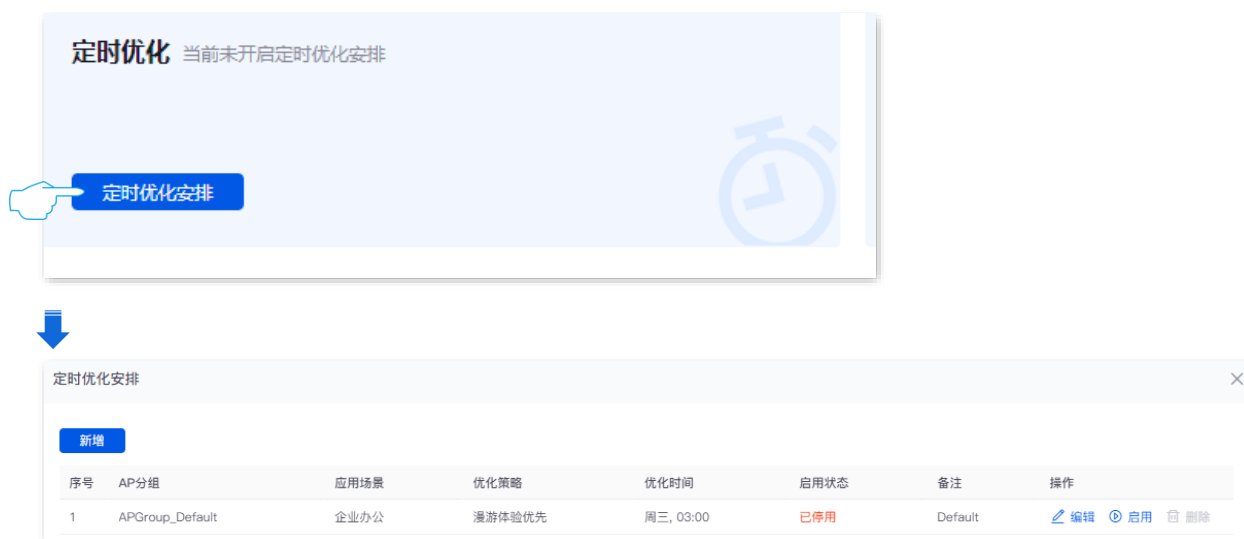 定时优化 当前未开启定时优化安排
定时优化安排
定时优化安排
新增
序号 AP分组 应用场景 优化策略 优化时间 启用状态 备注 操作
1 APGroup_Default 企业办公 漫游体验优先 周三, 03:00 已停用 Default 编辑 启用 删除